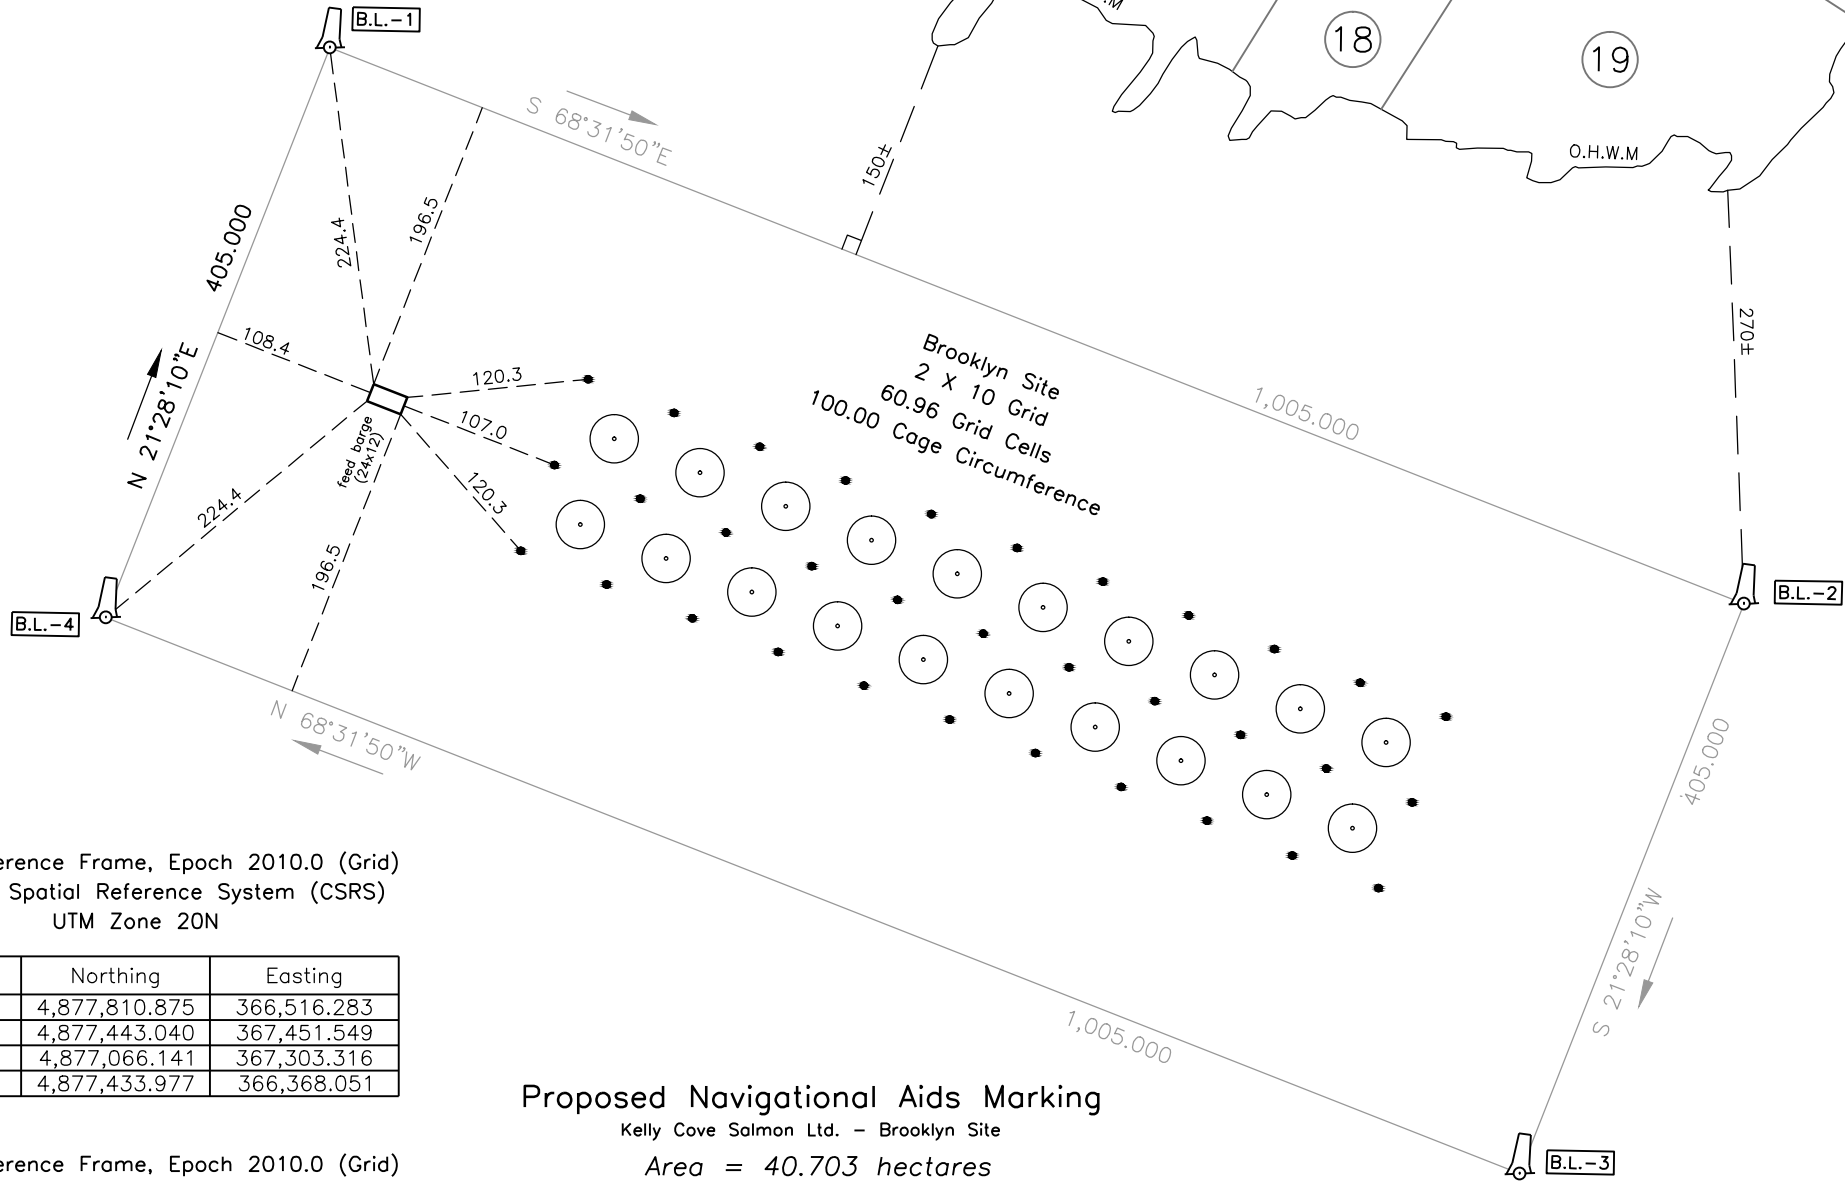 B.L.-1
S 68°31'50"E
150±
18
19
O.H.W.M
405.000
224.4
196.5
N 21°28'10"E
108.4
120.3
107.0
120.3
feed barge
(24x12)
224.4
196.5
B.L.-4
Brooklyn Site
2 X 10 Grid
60.96 Grid Cells
100.00 Cage Circumference
1,005.000
270±
B.L.-2
N 68°31'50"W
405.000
S 21°28'10"W
1,005.000
B.L.-3
erence Frame, Epoch 2010.0 (Grid)
Spatial Reference System (CSRS)
UTM Zone 20N
Northing Easting
4,877,810.875 366,516.283
4,877,443.040 367,451.549
4,877,066.141 367,303.316
4,877,433.977 366,368.051
erence Frame, Epoch 2010.0 (Grid)
Proposed Navigational Aids Marking
Kelly Cove Salmon Ltd. - Brooklyn Site
Area = 40.703 hectares